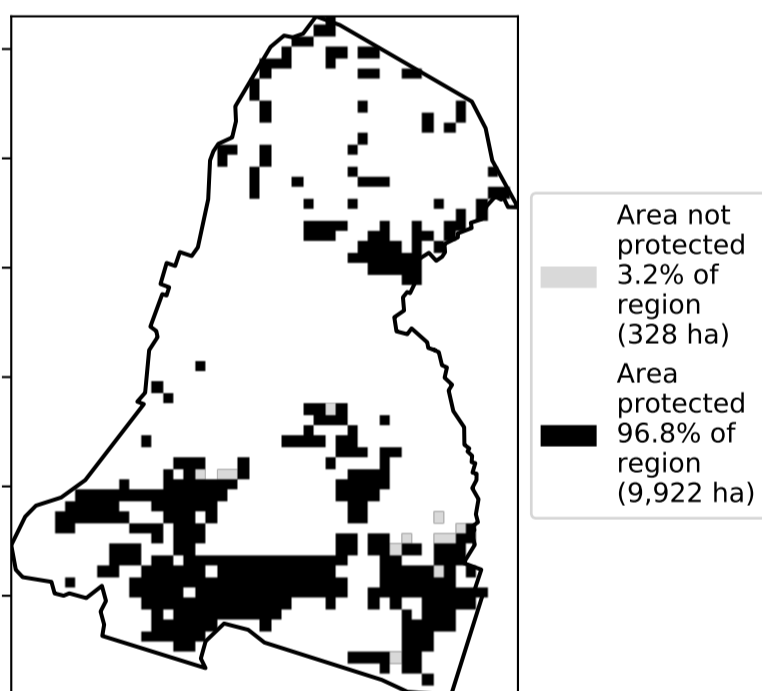 Area not
protected
3.2% of
region
(328 ha)
Area
protected
96.8% of
region
(9,922 ha)